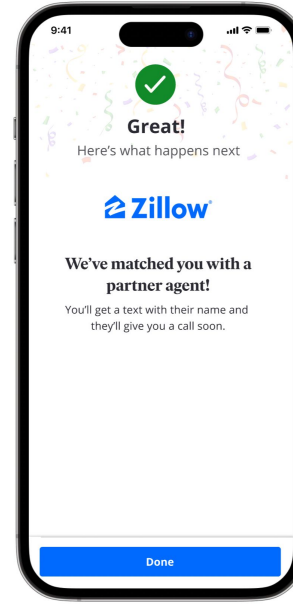 9:41
Great!
Here's what happens next
Zillow®
We've matched you with a
partner agent!
You'll get a text with their name and
they'll give you a call soon.
Done